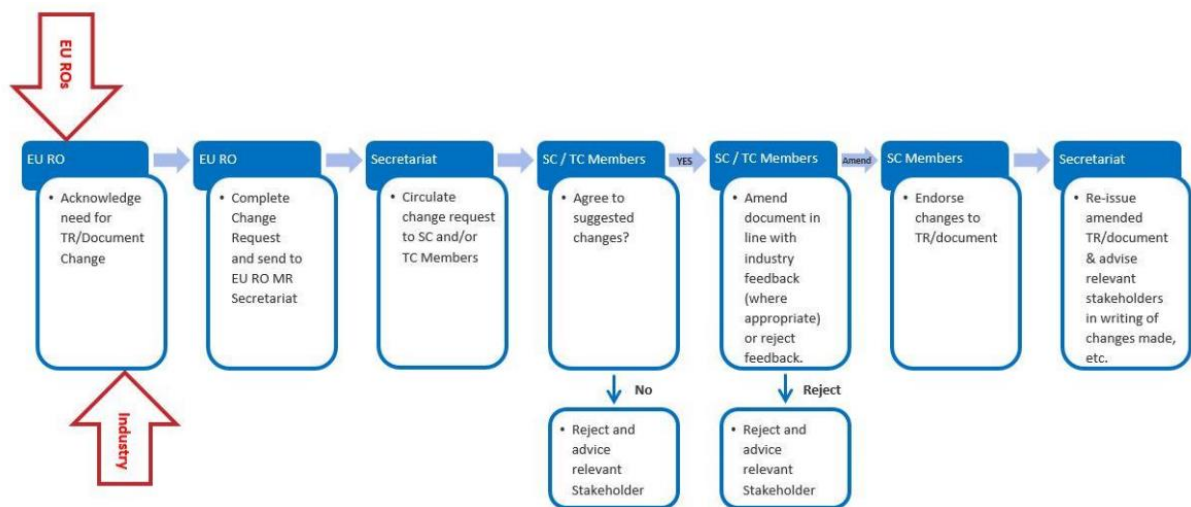 EU ROs
EU RO
• Acknowledge
need for
TR/Document
Change
Industry
EU RO
• Complete
Change
Request
and send to
EU RO MR
Secretariat
Secretariat
• Circulate
change request
to SC and/or
TC Members
SC / TC Members
• Agree to
suggested
changes?
YES
No
• Reject and
advice
relevant
Stakeholder
SC / TC Members
• Amend
document in
line with
industry
feedback
(where
appropriate)
or reject
feedback.
Amend
Reject
• Reject and
advice
relevant
Stakeholder
SC Members
• Endorse
changes to
TR/document
Secretariat
• Re-issue
amended
TR/document
& advise
relevant
stakeholders
in writing of
changes made,
etc.